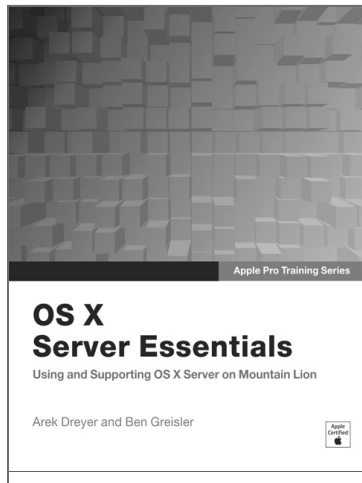 Apple Pro Training Series
OS X
Server Essentials
Using and Supporting OS X Server on Mountain Lion
Arek Dreyer and Ben Greisler
Apple
Certified